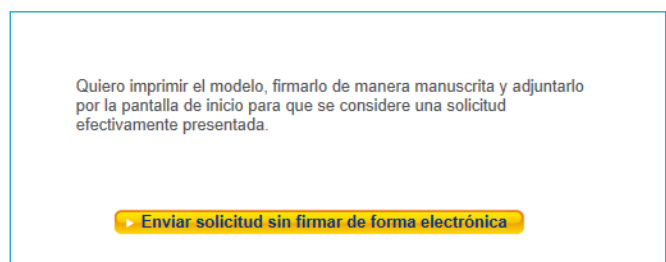 Quiero imprimir el modelo, firmarlo de manera manuscrita y adjuntarlo
por la pantalla de inicio para que se considere una solicitud
efectivamente presentada.
Enviar solicitud sin firmar de forma electrónica